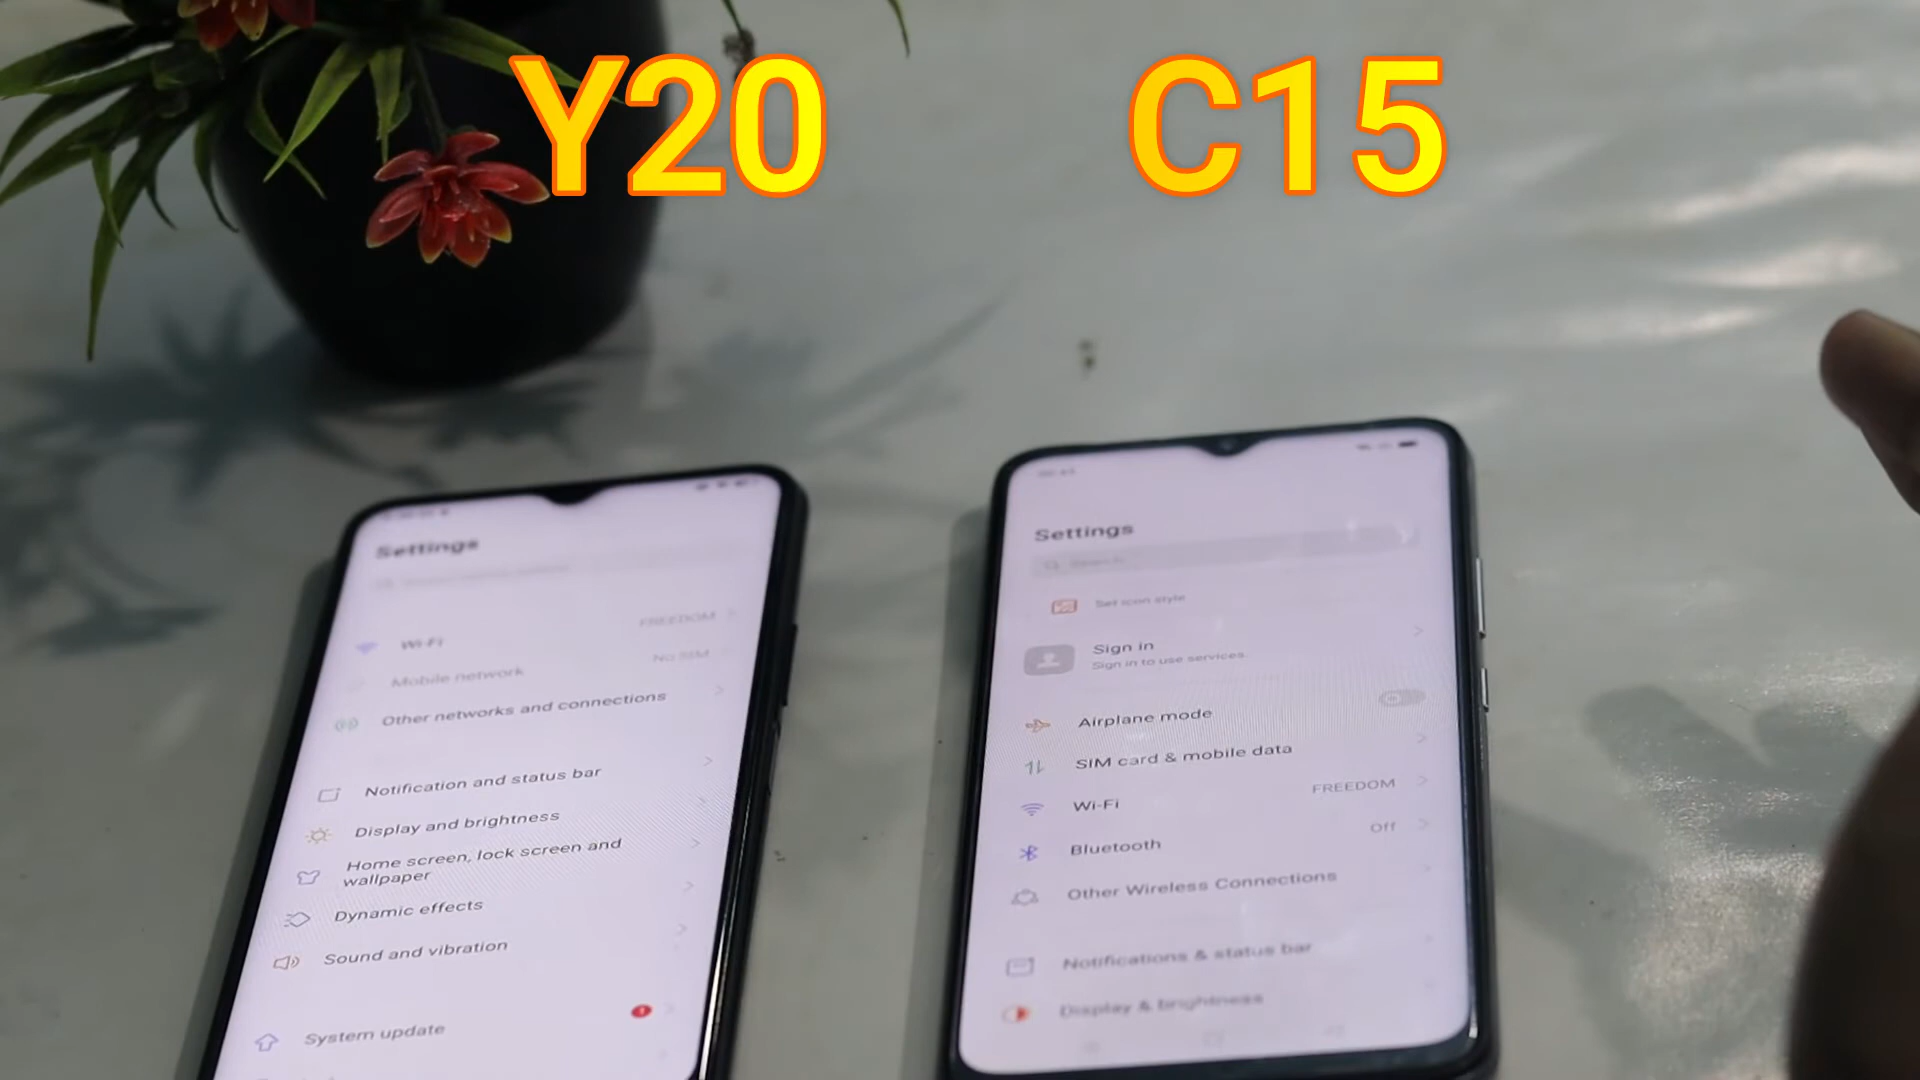 Y20
C15
Settings
Wi-Fi
FREEDOM
Mobile network
No SIM
Other networks and connections
Notification and status bar
Display and brightness
Home screen, lock screen and
wallpaper
Dynamic effects
Sound and vibration
System update
Settings
Search
Set icon style
Sign in
Sign in to use services.
Airplane mode
SIM card & mobile data
Wi-Fi
FREEDOM
Bluetooth
Off
Other Wireless Connections
Notifications & status bar
Display & brightness